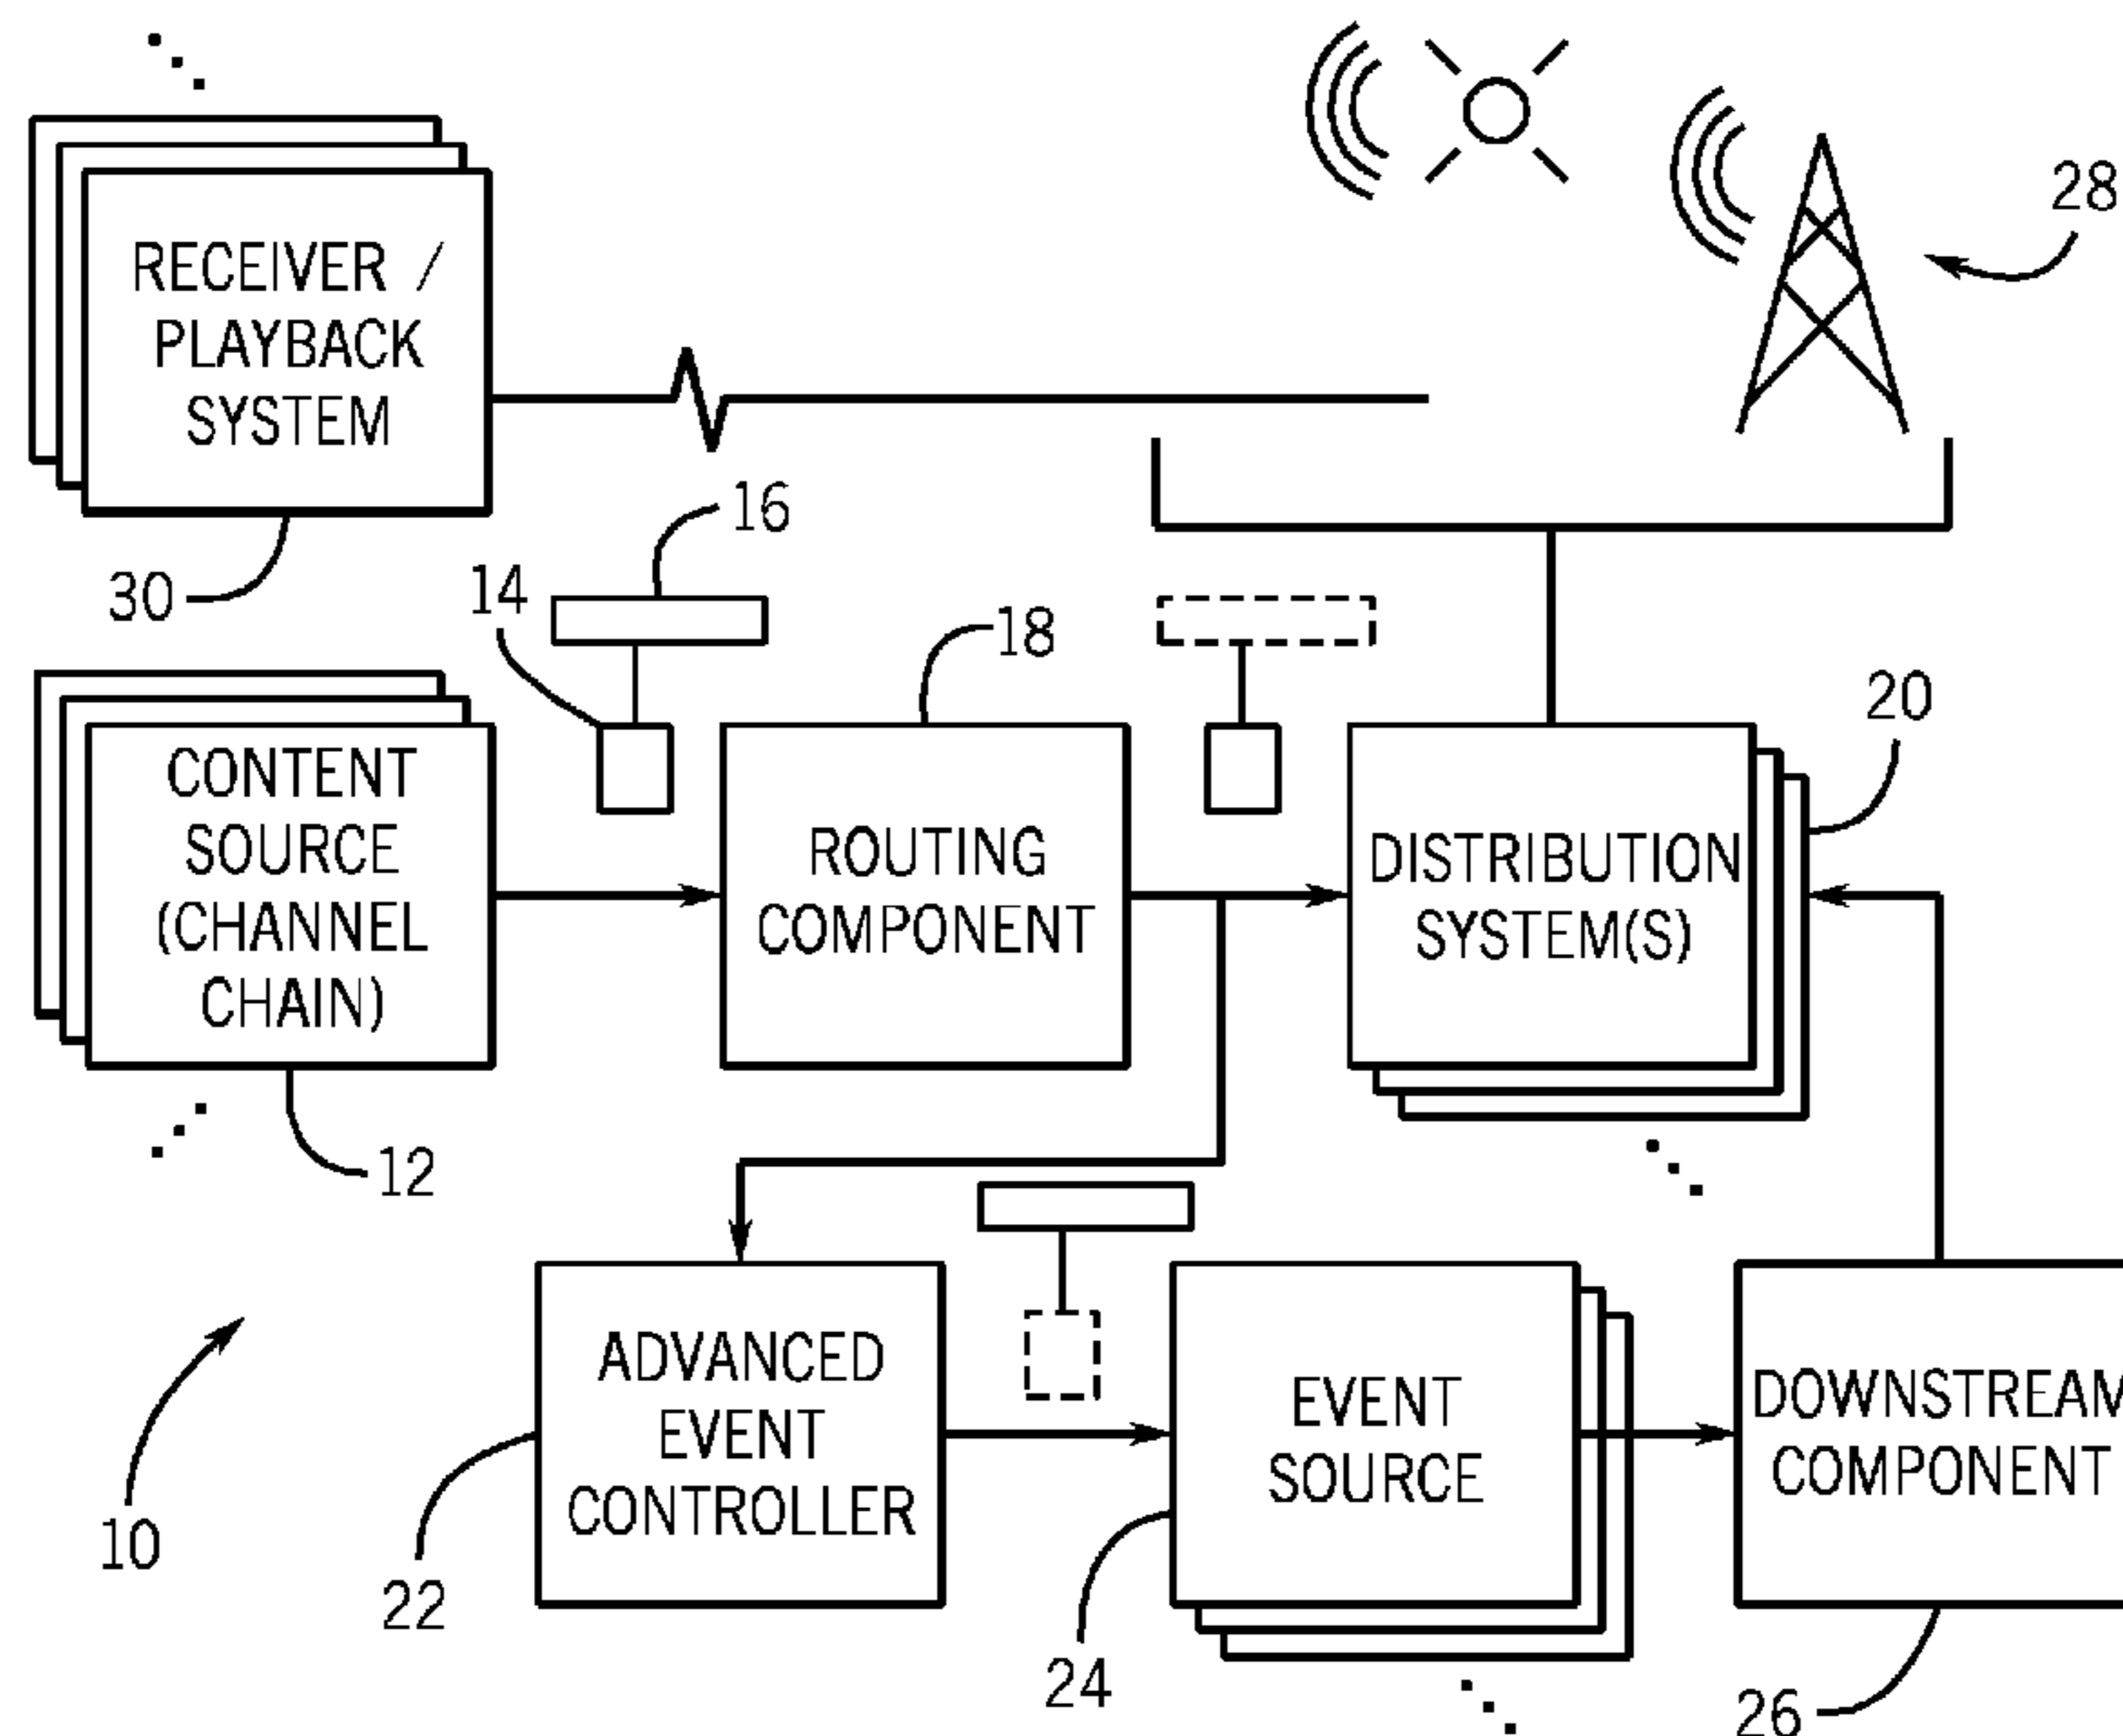 28
RECEIVER /
PLAYBACK
SYSTEM
16
14
30
18
20
CONTENT
SOURCE
(CHANNEL
CHAIN)
ROUTING
COMPONENT
DISTRIBUTION
SYSTEM(S)
12
ADVANCED
EVENT
CONTROLLER
EVENT
SOURCE
DOWNSTREAM
COMPONENT
10
22
24
26